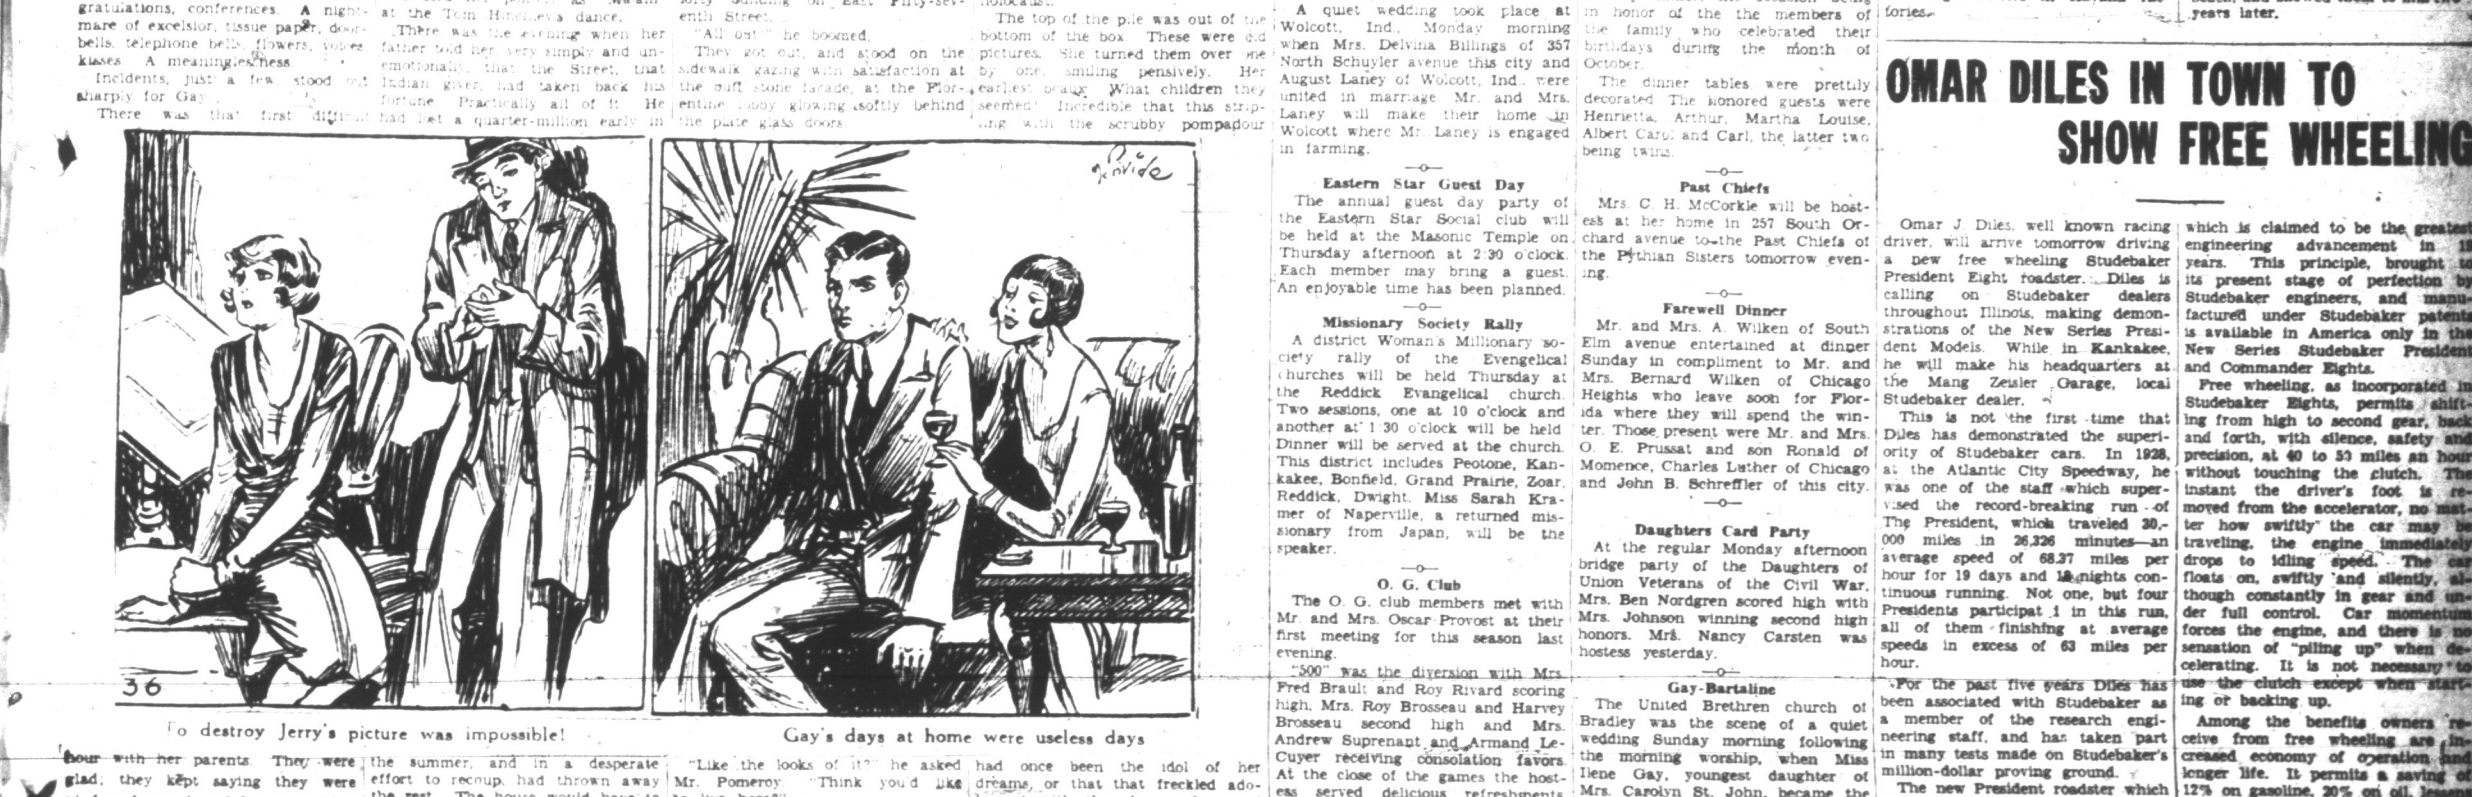 gratulations, conferences. A night-
mare of excelsior, tissue paper, door-
bells, telephone bells, flowers, voices
kisses. A meaninglessness
Incidents, just a few, stood out
sharply for Gay.
There was that first difficult
hour with her parents. They were
glad; they kept saying they were
at the Tom Hinckley's dance.
There was the evening when her
father told her very simply and un-
emotionally, that the Street, that
Indian giver, had taken back his
fortune. Practically all of it. He
had lost a quarter-million early in
the summer, and in a desperate
effort to recoup, had thrown away
the rest. The house would have to
East Fifty-sev-
enth Street.
"All out" he boomed.
They got out, and stood on the
sidewalk gazing with satisfaction at
the buff stone facade, at the Flor-
entine lobby glowing softly behind
the plate glass doors.
"Like the looks of it?" he asked
Mr. Pomeroy. "Think you'd like
holocaust.
The top of the pile was out of the
bottom of the box. These were old
pictures. She turned them over one
by one, smiling pensively. Her
earliest beaux. What children they
seemed! Incredible that this strip-
ling with the scrubby pompadour
had once been the idol of her
dreams, or that that freckled ado-
36
To destroy Jerry's picture was impossible!
Gay's days at home were useless days
A quiet wedding took place at
Wolcott, Ind., Monday morning
when Mrs. Delvina Billings of 357
North Schuyler avenue this city and
August Laney of Wolcott, Ind., were
united in marriage Mr. and Mrs.
Laney will make their home in
Wolcott where Mr. Laney is engaged
in farming.
Eastern Star Guest Day
The annual guest day party of
the Eastern Star Social club will
be held at the Masonic Temple on
Thursday afternoon at 2:30 o'clock.
Each member may bring a guest.
An enjoyable time has been planned.
Missionary Society Rally
A district Woman's Millionary so-
ciety rally of the Evengelical
churches will be held Thursday at
the Reddick Evangelical church.
Two sessions, one at 10 o'clock and
another at 1:30 o'clock will be held
Dinner will be served at the church.
This district includes Peotone, Kan-
kakee, Bonfield, Grand Prairie, Zoar,
Reddick, Dwight. Miss Sarah Kra-
mer of Naperville, a returned mis-
sionary from Japan, will be the
speaker.
O. G. Club
The O. G. club members met with
Mr. and Mrs. Oscar Provost at their
first meeting for this season last
evening.
"500" was the diversion with Mrs.
Fred Brault and Roy Rivard scoring
high, Mrs. Roy Brosseau and Harvey
Brosseau second high and Mrs.
Andrew Suprenant and Armand Le-
Cuyer receiving consolation favors.
At the close of the games the host-
ess served delicious refreshments
in honor of the the members of
the family who celebrated their
birthdays during the month of
October.
The dinner tables were prettily
decorated The honored guests were
Henrietta, Arthur, Martha Louise,
Albert Carol and Carl, the latter two
being twins.
Past Chiefs
Mrs. C. H. McCorkle will be host-
ess at her home in 257 South Or-
chard avenue to the Past Chiefs of
the Pythian Sisters tomorrow even-
ing.
Farewell Dinner
Mr. and Mrs. A. Wilken of South
Elm avenue entertained at dinner
Sunday in compliment to Mr. and
Mrs. Bernard Wilken of Chicago
Heights who leave soon for Flor-
ida where they will spend the win-
ter. Those present were Mr. and Mrs.
O. E. Prussat and son Ronald of
Momence, Charles Luther of Chicago
and John B. Schreffler of this city.
Daughters Card Party
At the regular Monday afternoon
bridge party of the Daughters of
Union Veterans of the Civil War,
Mrs. Ben Nordgren scored high with
Mrs. Johnson winning second high
honors. Mrs. Nancy Carsten was
hostess yesterday.
Gay-Bartaline
The United Brethren church of
Bradley was the scene of a quiet
wedding Sunday morning following
the morning worship, when Miss
Ilene Gay, youngest daughter of
Mrs. Carolyn St. John, became the
tories.
years later.
OMAR DILES IN TOWN TO
SHOW FREE WHEELING
Omar J. Diles, well known racing
driver, will arrive tomorrow driving
a new free wheeling Studebaker
President Eight roadster. Diles is
calling on Studebaker dealers
throughout Illinois, making demon-
strations of the New Series Presi-
dent Models. While in Kankakee,
he will make his headquarters at
the Mang Zeisler Garage, local
Studebaker dealer.
This is not the first time that
Diles has demonstrated the superi-
ority of Studebaker cars. In 1928,
at the Atlantic City Speedway, he
was one of the staff which super-
vised the record-breaking run of
The President, which traveled 30,-
000 miles in 26,326 minutes—an
average speed of 68.37 miles per
hour for 19 days and nights con-
tinuous running. Not one, but four
Presidents in this run,
all of them finishing at average
speeds in excess of 63 miles per
hour.
For the past five years Diles has
been associated with Studebaker as
a member of the research engi-
neering staff, and has taken part
in many tests made on Studebaker's
million-dollar proving ground.
The new President roadster which
which is claimed to be the greatest
engineering advancement in
years. This principle, brought to
its present stage of perfection by
Studebaker engineers, and manu-
factured under Studebaker patents
is available in America only in the
New Series Studebaker President
and Commander Eights.
Free wheeling, as incorporated in
Studebaker Eights, permits shift-
ing from high to second gear, back
and forth, with silence, safety and
precision, at 40 to 50 miles an hour
without touching the clutch. The
instant the driver's foot is re-
moved from the accelerator, no mat-
ter how swiftly the car may be
traveling, the engine immediately
drops to idling speed. The car
floats on, swiftly and silently, al-
though constantly in gear and un-
der full control. Car momentum
forces the engine, and there is no
sensation of "piling up" when de-
celerating. It is not necessary to
use the clutch except when start-
ing or backing up.
Among the benefits owners re-
ceive from free wheeling are in-
creased economy of operation and
longer life. It permits a saving of
12% on gasoline, 20% on oil, lessens